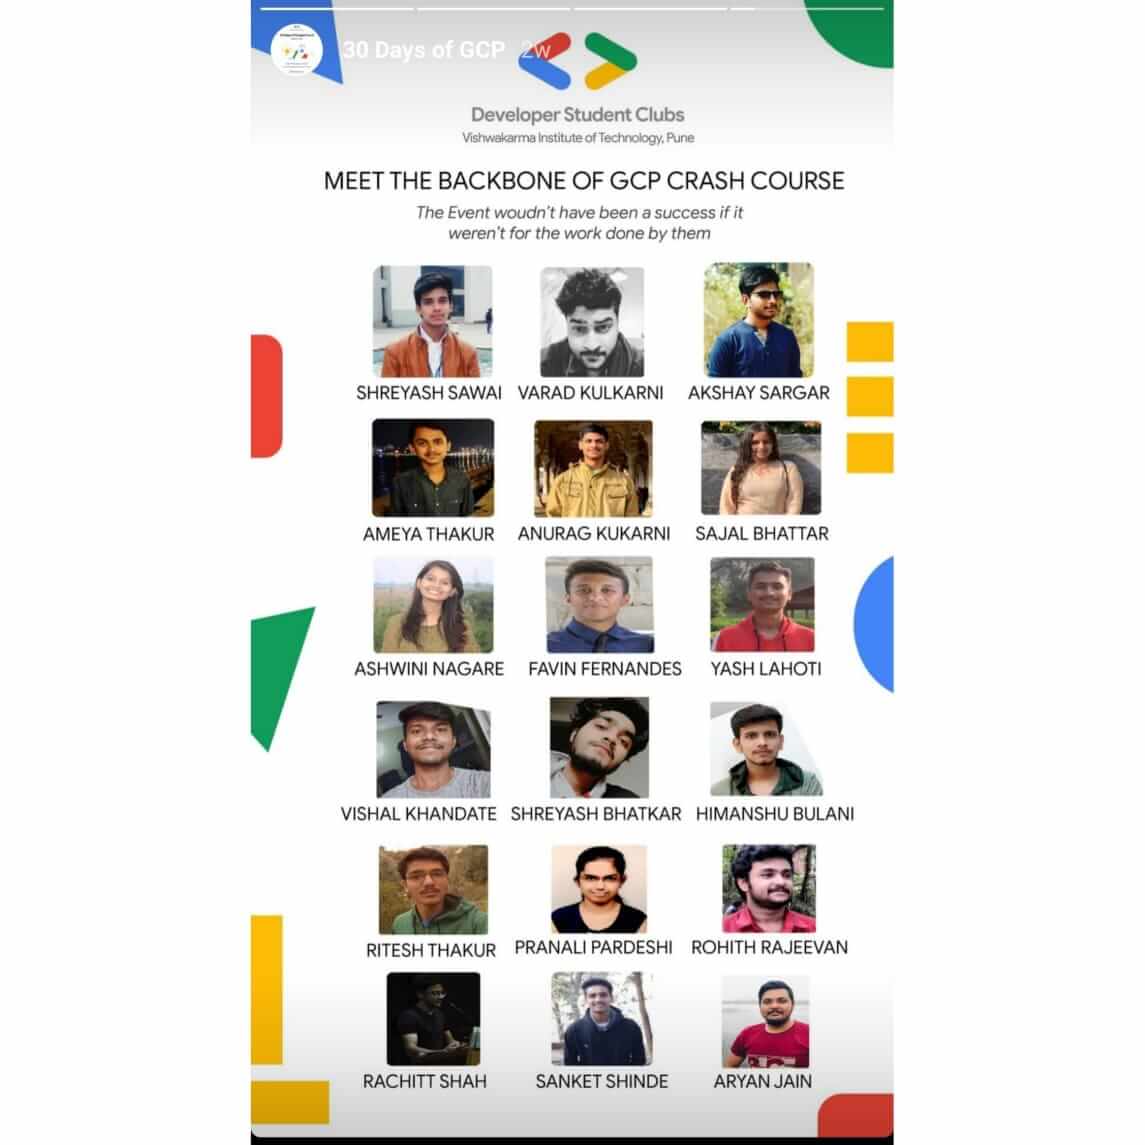 30 Days of GCP 2w
Developer Student Clubs
Vishwakarma Institute of Technology, Pune
MEET THE BACKBONE OF GCP CRASH COURSE
The Event woudn't have been a success if it
weren't for the work done by them
SHREYASH SAWAI VARAD KULKARNI AKSHAY SARGAR
AMEYA THAKUR ANURAG KUKARNI SAJAL BHATTAR
ASHWINI NAGARE FAVIN FERNANDES YASH LAHOTI
VISHAL KHANDATE SHREYASH BHATKAR HIMANSHU BULANI
RITESH THAKUR PRANALI PARDESHI ROHITH RAJEEVAN
RACHITT SHAH SANKET SHINDE ARYAN JAIN